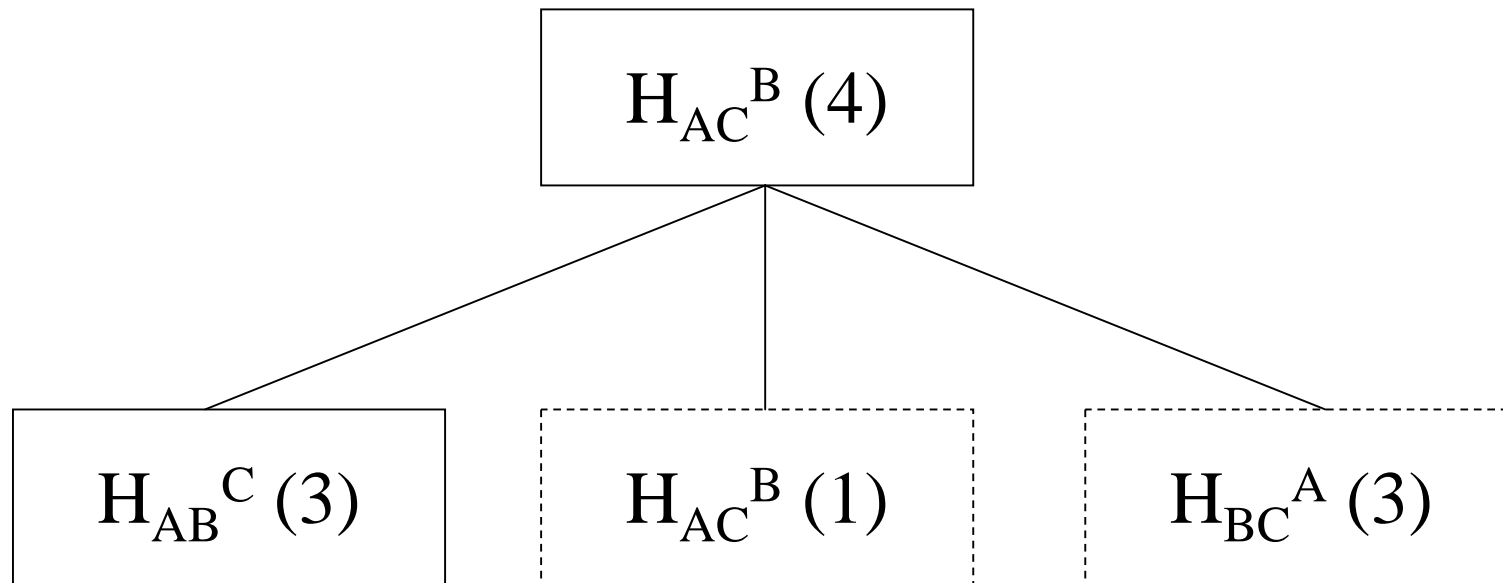 H_AC^B (4)
H_AB^C (3)
H_AC^B (1)
H_BC^A (3)